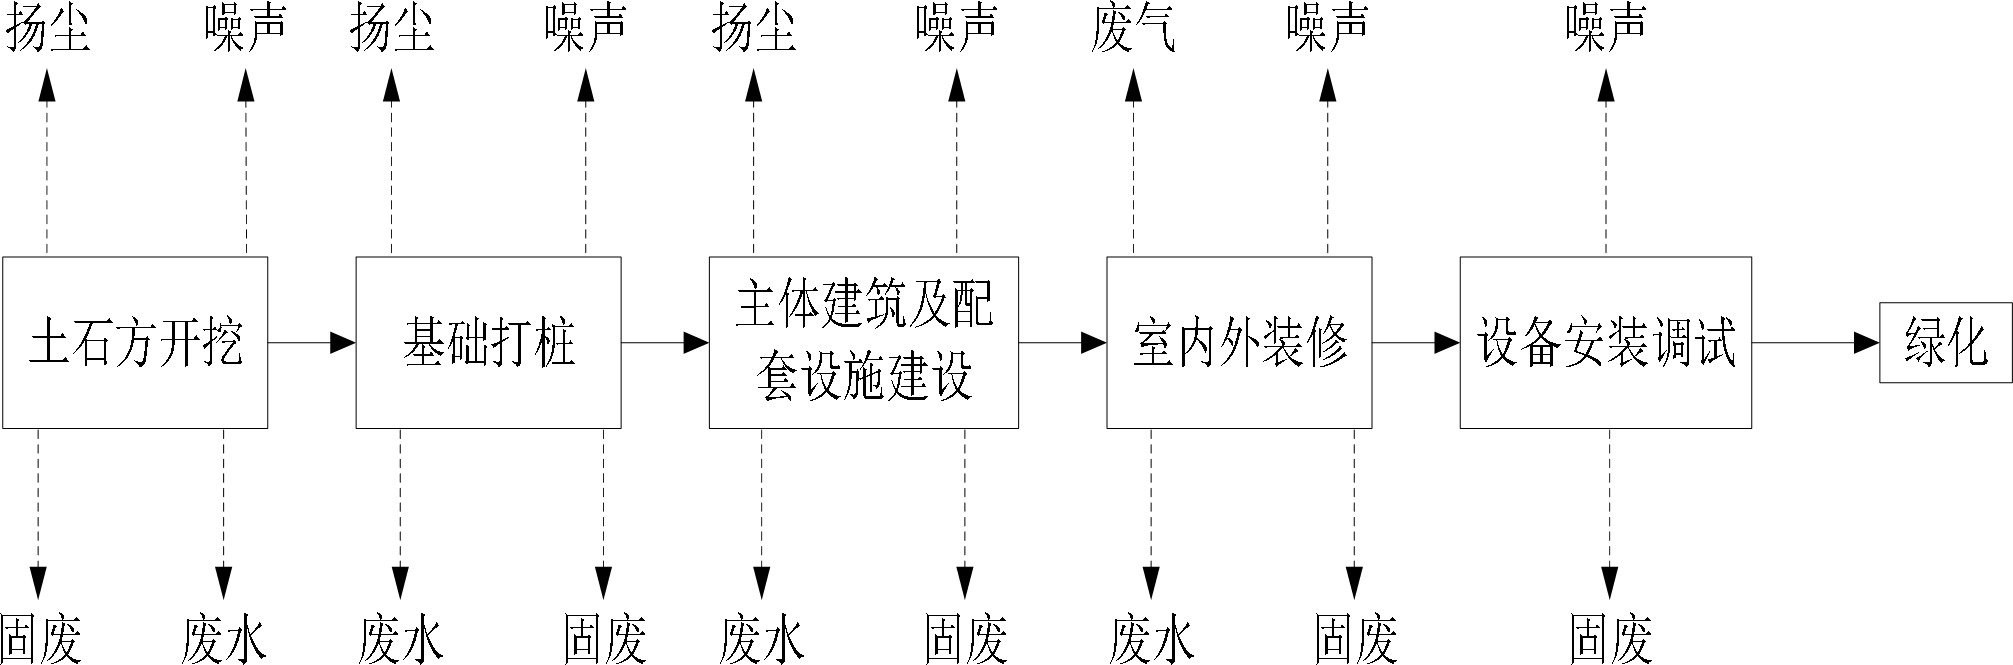 扬尘 噪声 扬尘 噪声 扬尘 噪声 废气 噪声 噪声
土石方开挖 基础打桩 主体建筑及配 室内外装修 设备安装调试 绿化
套设施建设
固废 废水 废水 固废 废水 固废 废水 固废 固废